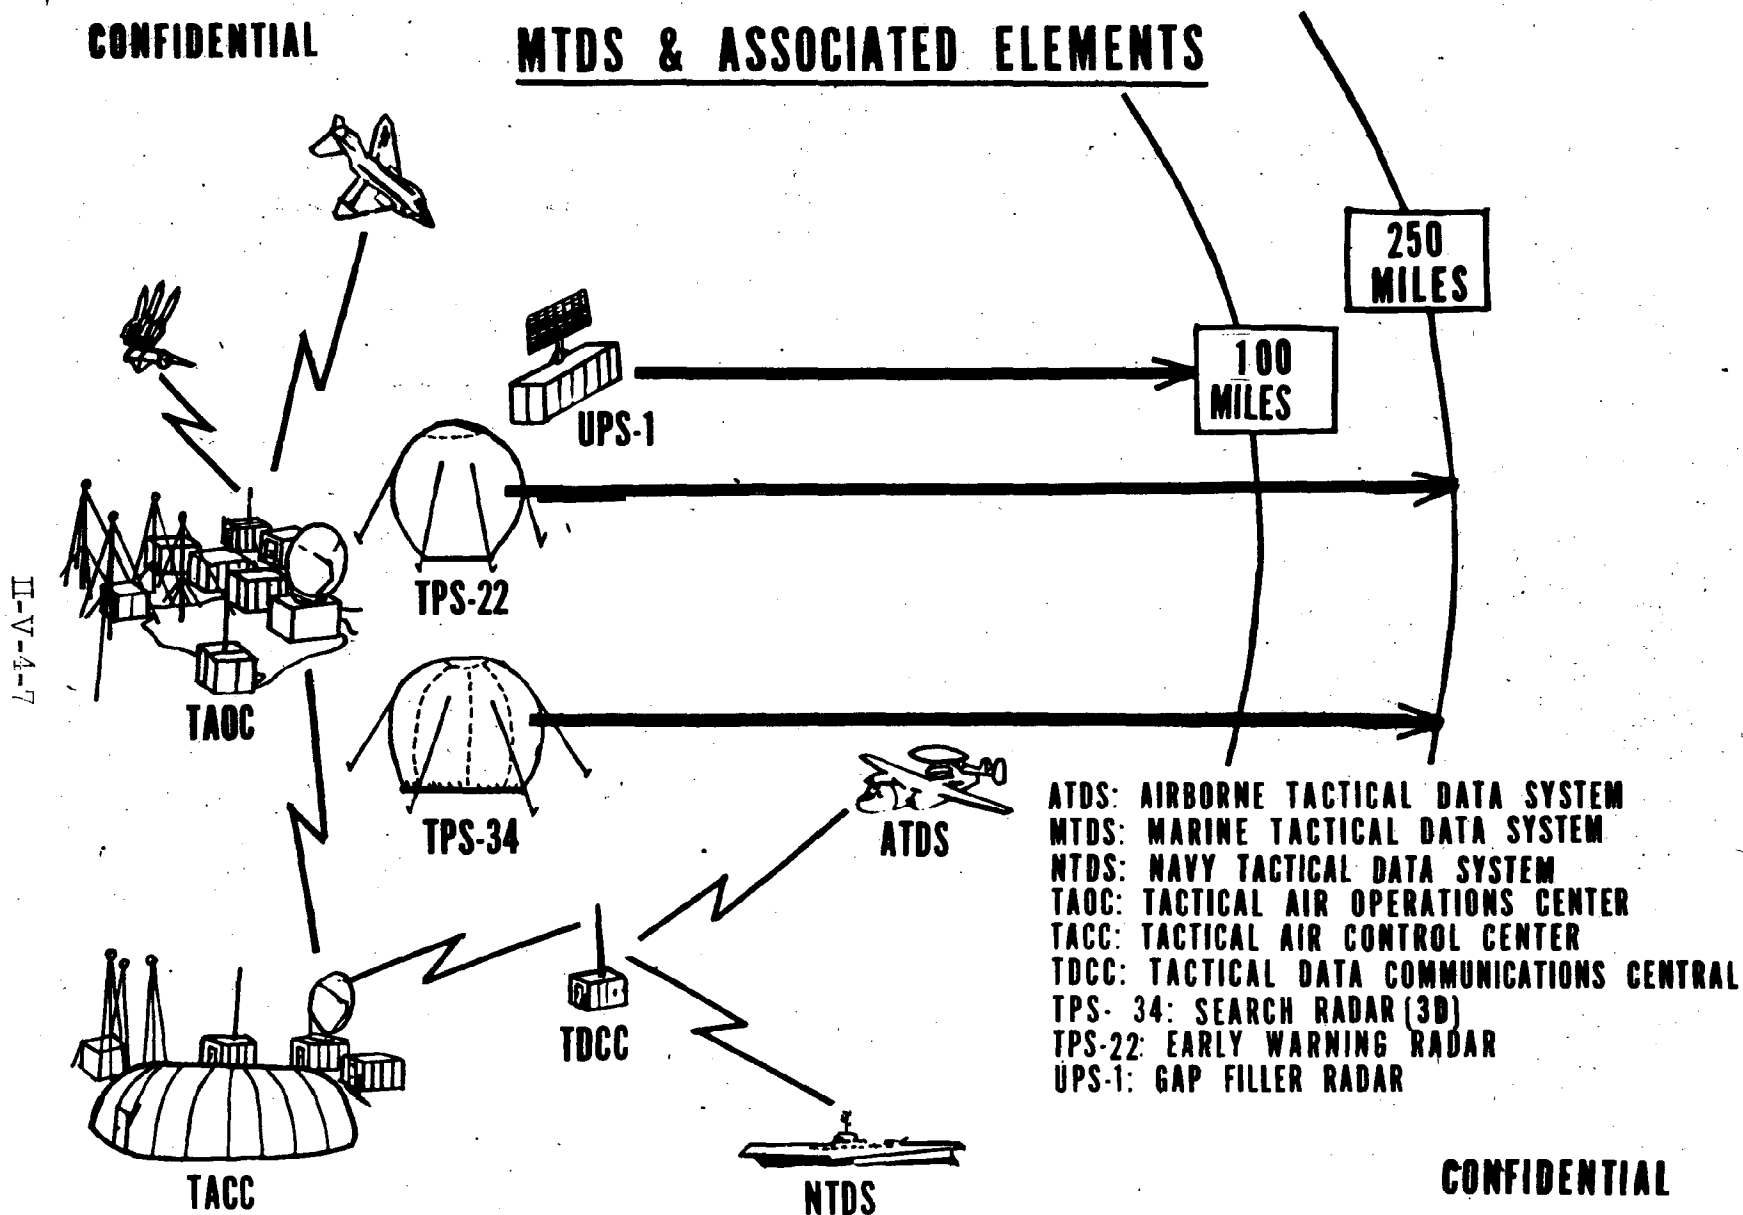 CONFIDENTIAL
MTDS & ASSOCIATED ELEMENTS
250
MILES
100
MILES
UPS-1
TPS-22
II-V-4-7
TAOC
TPS-34
ATDS
ATDS: AIRBORNE TACTICAL DATA SYSTEM
MTDS: MARINE TACTICAL DATA SYSTEM
NTDS: NAVY TACTICAL DATA SYSTEM
TAOC: TACTICAL AIR OPERATIONS CENTER
TACC: TACTICAL AIR CONTROL CENTER
TDCC: TACTICAL DATA COMMUNICATIONS CENTRAL
TPS- 34: SEARCH RADAR (3D)
TPS-22: EARLY WARNING RADAR
UPS-1: GAP FILLER RADAR
TDCC
TACC
NTDS
CONFIDENTIAL